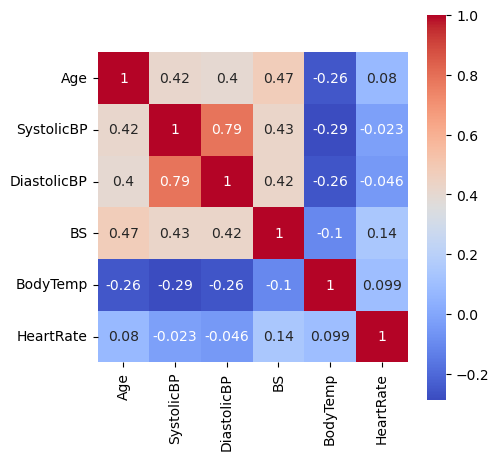 Age 1 0.42 0.4 0.47 -0.26 0.08
SystolicBP 0.42 1 0.79 0.43 -0.29 -0.023
DiastolicBP 0.4 0.79 1 0.42 -0.26 -0.046
BS 0.47 0.43 0.42 1 -0.1 0.14
BodyTemp -0.26 -0.29 -0.26 -0.1 1 0.099
HeartRate 0.08 -0.023 -0.046 0.14 0.099 1
Age
SystolicBP
DiastolicBP
BS
BodyTemp
HeartRate
1.0
0.8
0.6
0.4
0.2
0.0
−0.2